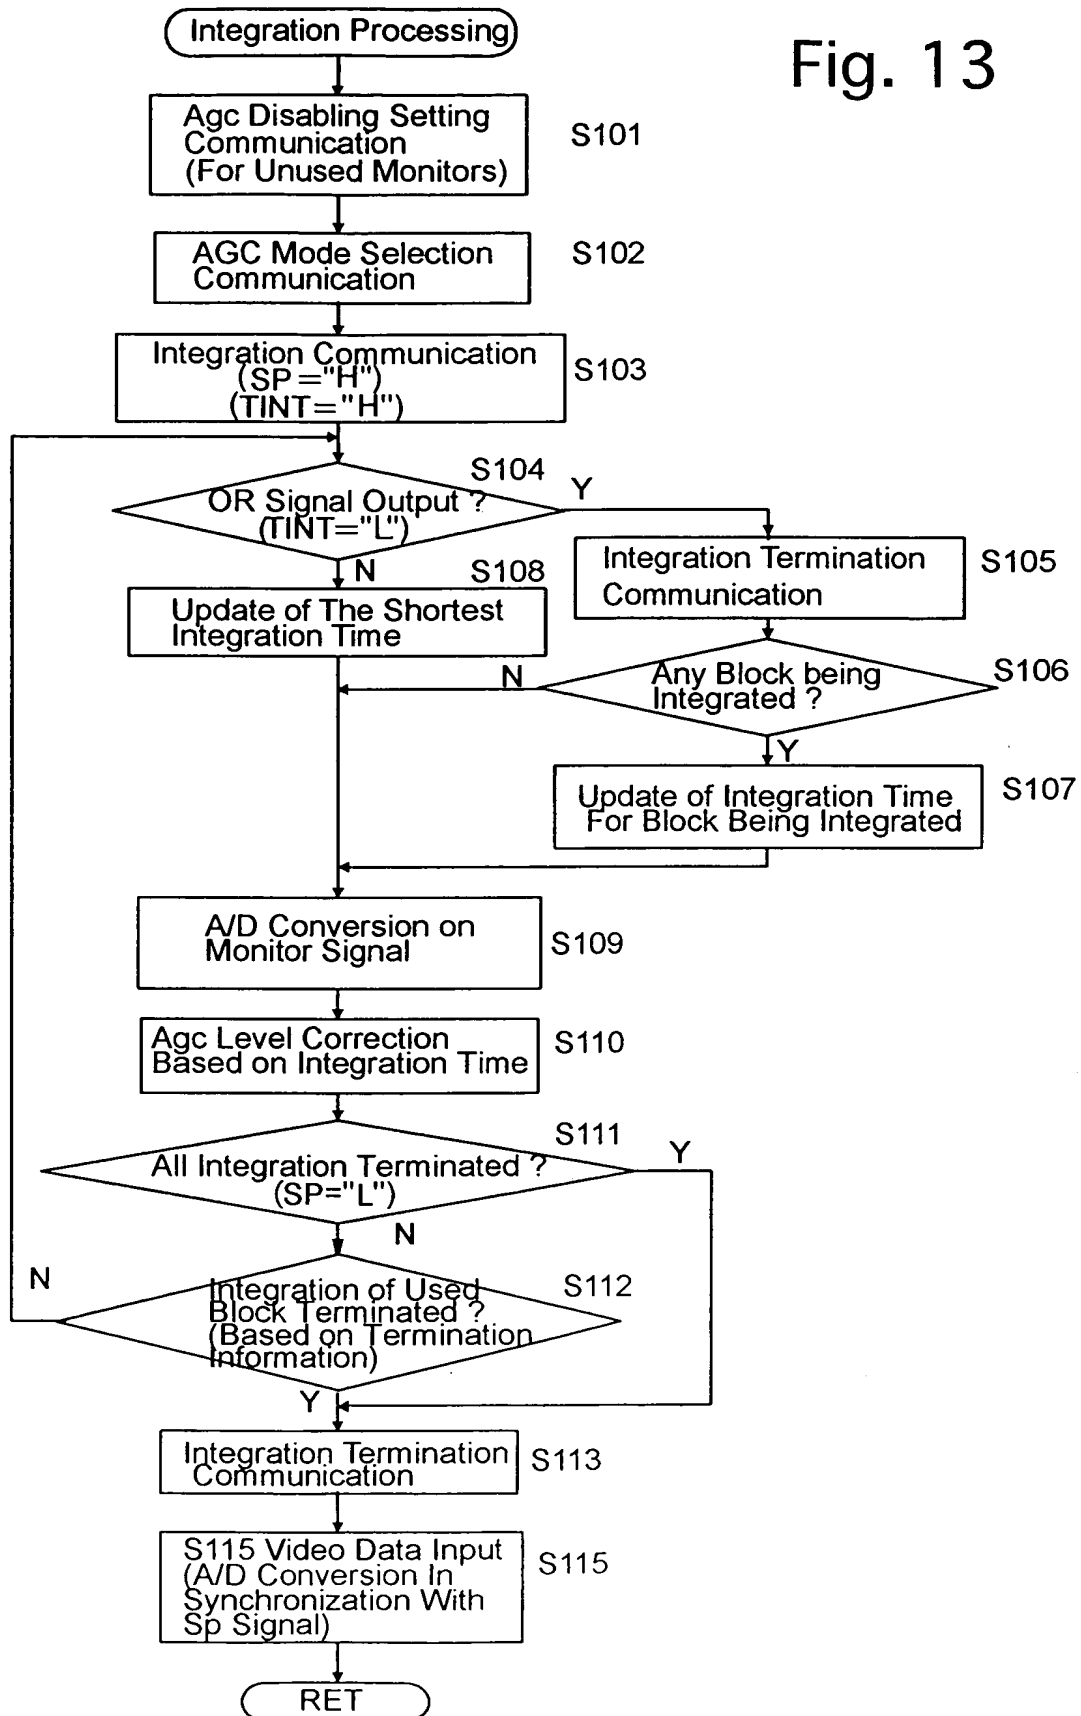 Integration Processing
Fig. 13
Agc Disabling Setting
Communication
(For Unused Monitors)
S101
AGC Mode Selection
Communication
S102
Integration Communication
(SP="H")
(TINT="H")
S103
S104
OR Signal Output ?
(TINT="L")
Y
N
Integration Termination
Communication
S105
S108
Update of The Shortest
Integration Time
Any Block being
Integrated ?
S106
N
Y
Update of Integration Time
For Block Being Integrated
S107
A/D Conversion on
Monitor Signal
S109
Agc Level Correction
Based on Integration Time
S110
S111
All Integration Terminated ?
(SP="L")
Y
N
Integration of Used
Block Terminated ?
(Based on Termination
Information)
S112
N
Y
Integration Termination
Communication
S113
S115 Video Data Input
(A/D Conversion In
Synchronization With
Sp Signal)
S115
RET